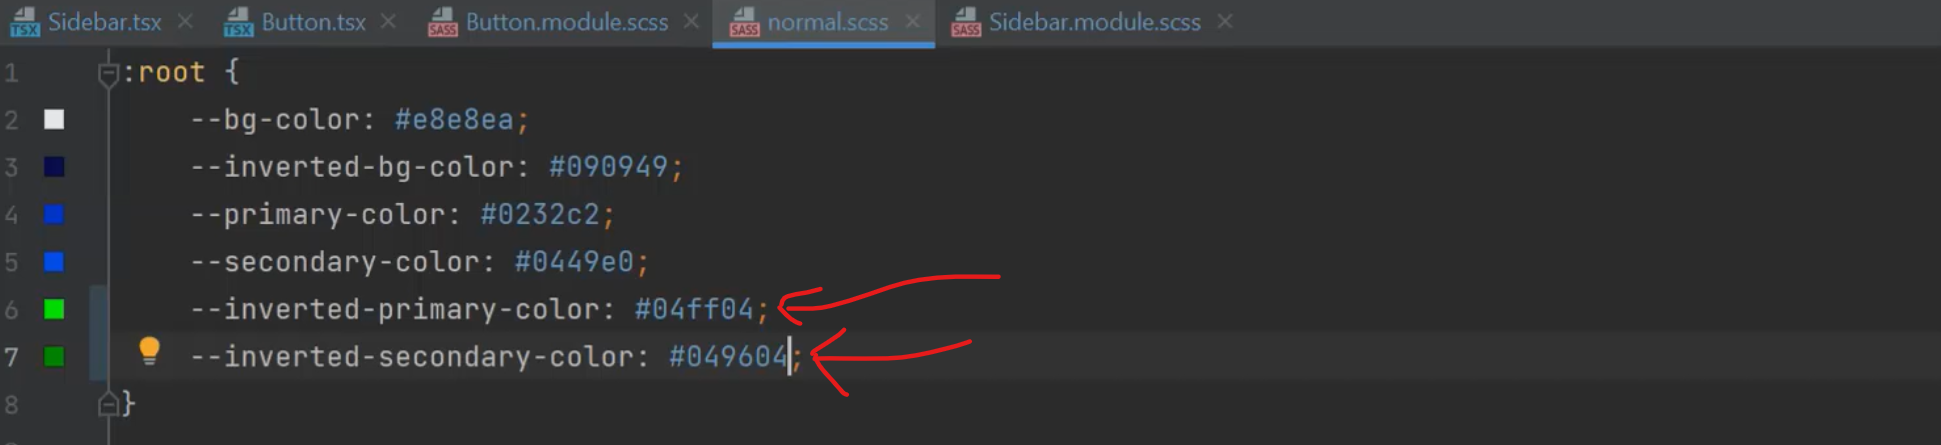 TSX Sidebar.tsx × TSX Button.tsx × SASS Button.module.scss × SASS normal.scss × SASS Sidebar.module.scss ×
1 :root {
2 --bg-color: #e8e8ea;
3 --inverted-bg-color: #090949;
4 --primary-color: #0232c2;
5 --secondary-color: #0449e0;
6 --inverted-primary-color: #04ff04;
7 --inverted-secondary-color: #049604;
8 }